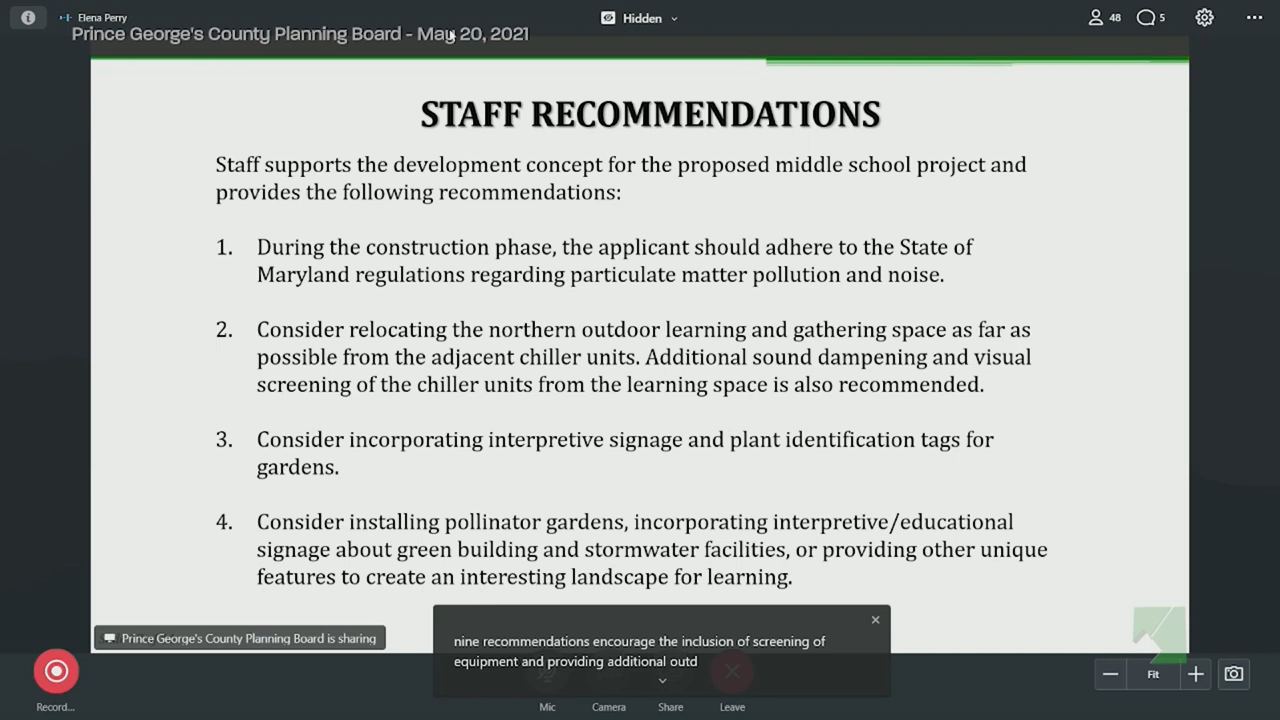 Elena Perry
Hidden
48
5
Prince George's County Planning Board - May 20, 2021
STAFF RECOMMENDATIONS
Staff supports the development concept for the proposed middle school project and
provides the following recommendations:
1. During the construction phase, the applicant should adhere to the State of
Maryland regulations regarding particulate matter pollution and noise.
2. Consider relocating the northern outdoor learning and gathering space as far as
possible from the adjacent chiller units. Additional sound dampening and visual
screening of the chiller units from the learning space is also recommended.
3. Consider incorporating interpretive signage and plant identification tags for
gardens.
4. Consider installing pollinator gardens, incorporating interpretive/educational
signage about green building and stormwater facilities, or providing other unique
features to create an interesting landscape for learning.
Prince George's County Planning Board is sharing
nine recommendations encourage the inclusion of screening of
equipment and providing additional outd
Fit
Record...
Mic
Camera
Share
Leave